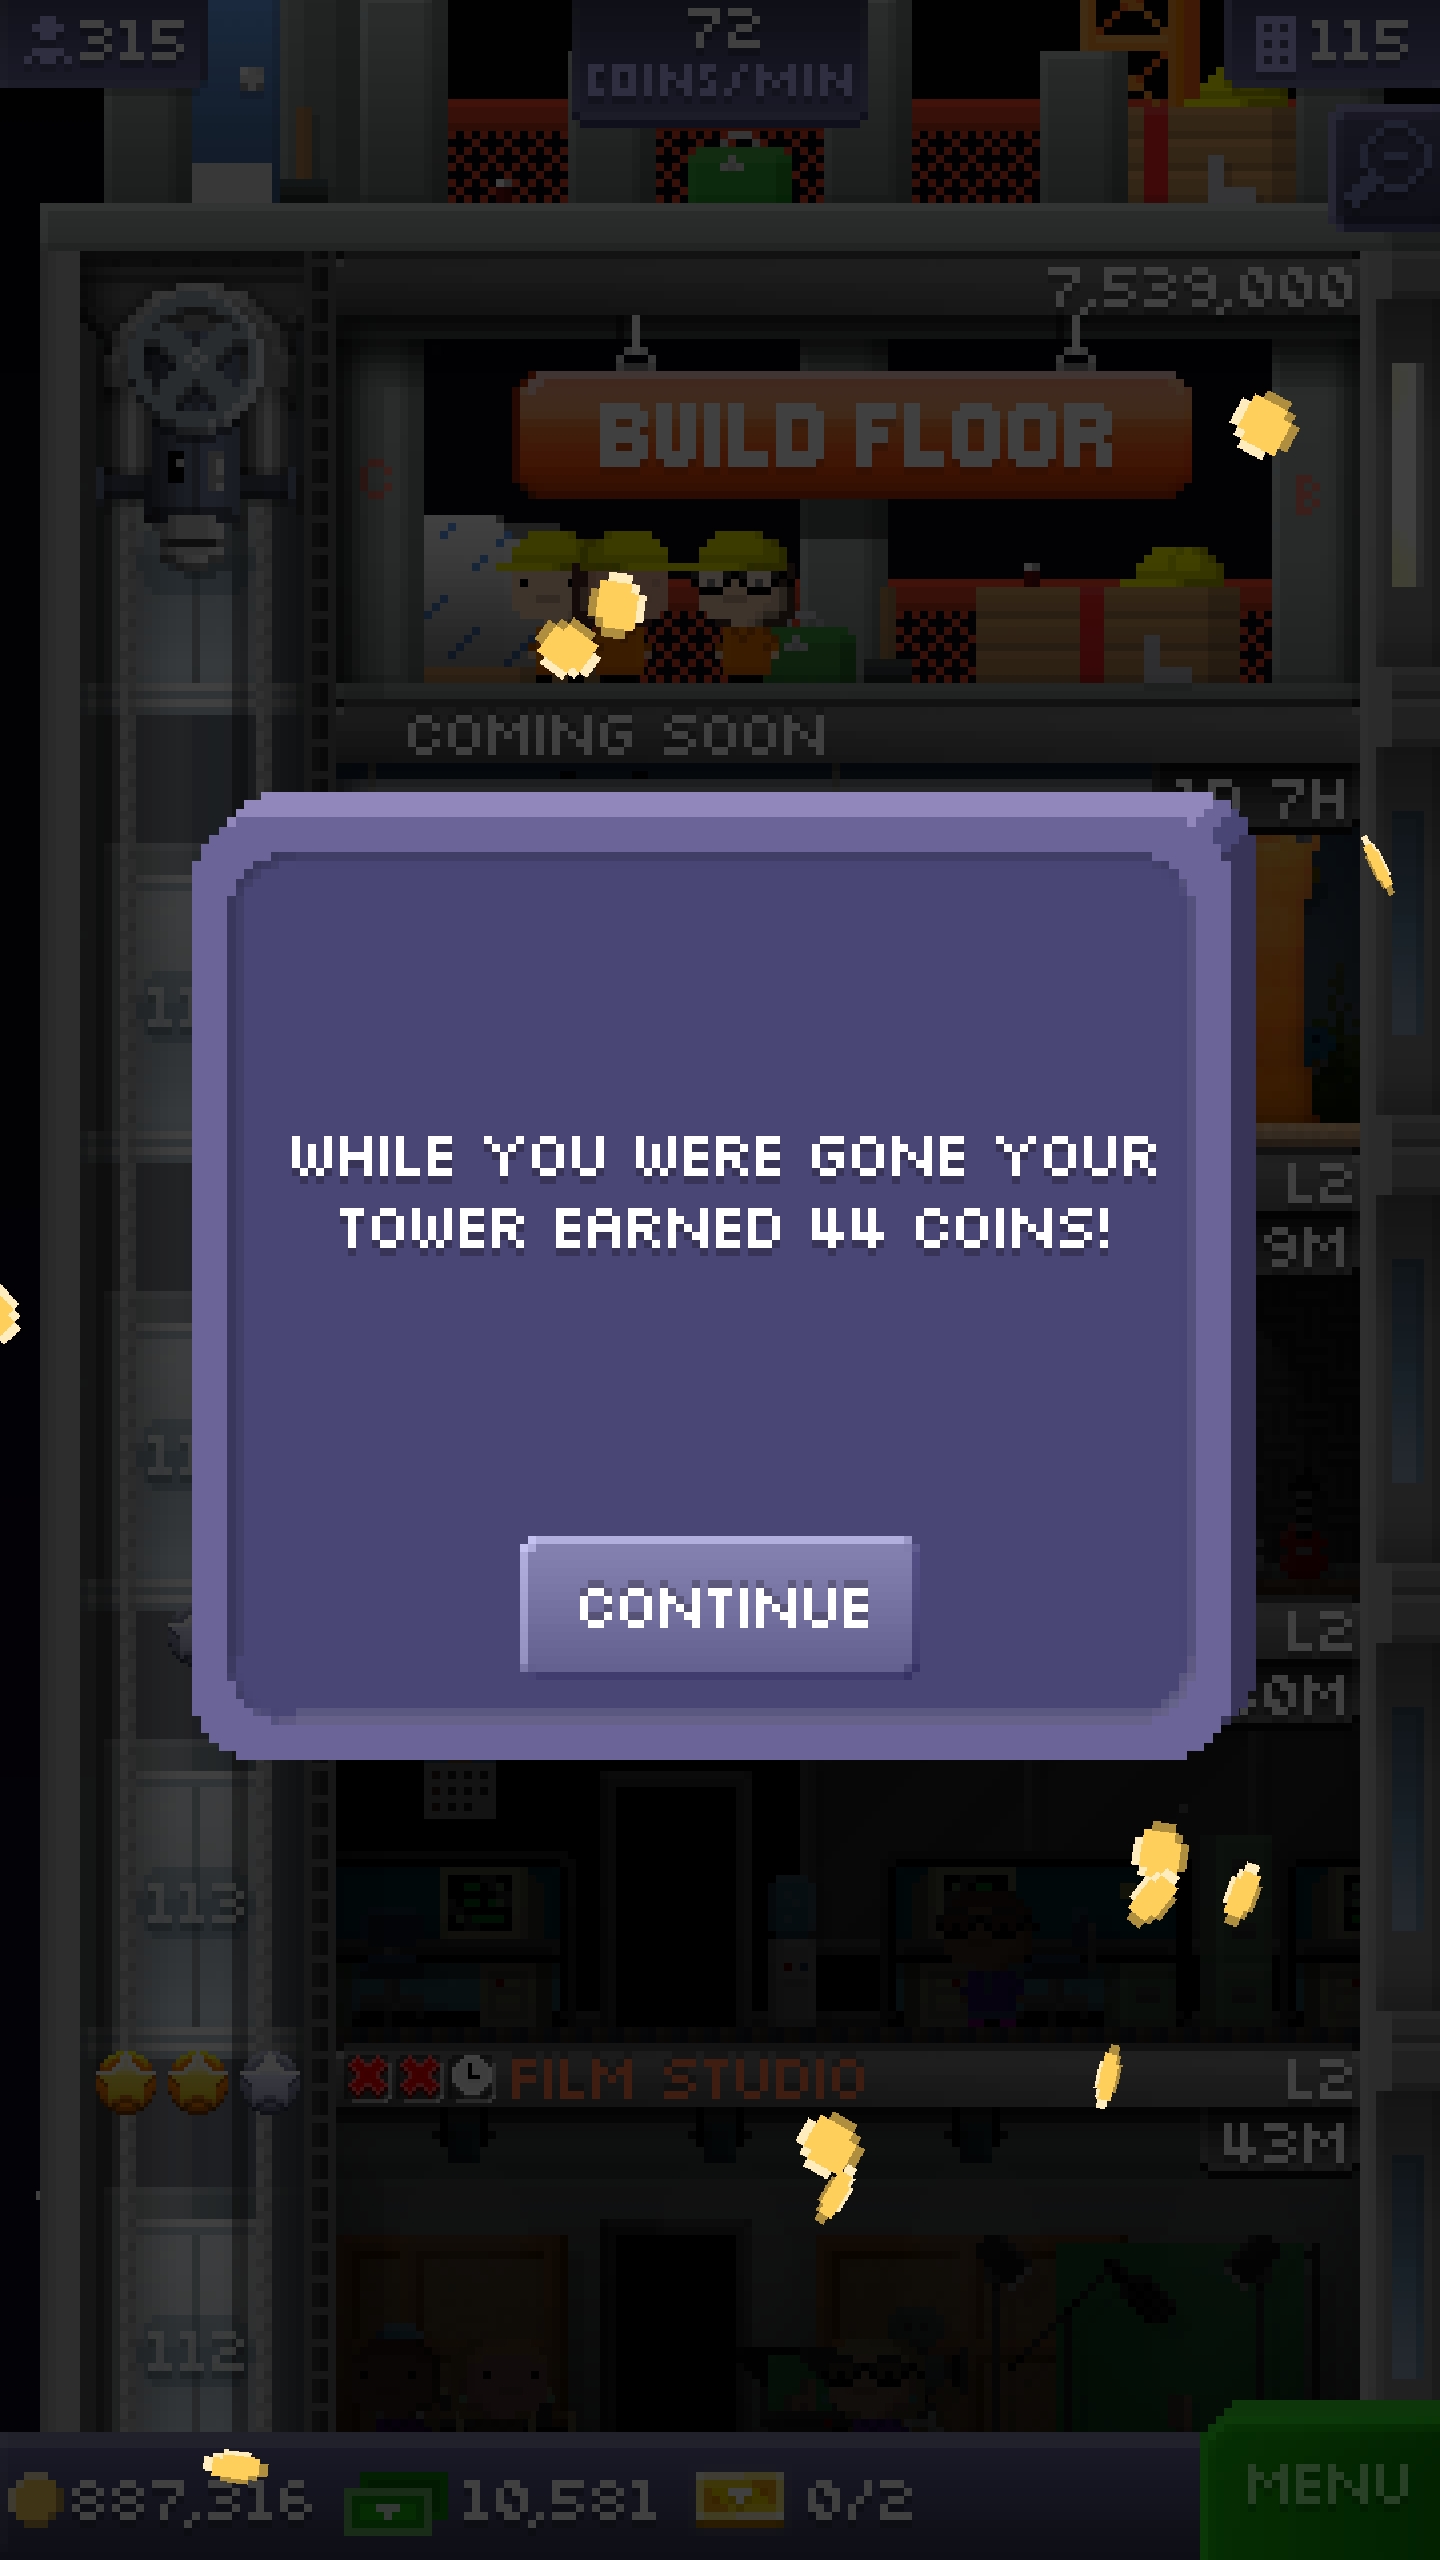 315
72
COINS/MIN
115
7,539,000
BUILD FLOOR
C
B
COMING SOON
7H
WHILE YOU WERE GONE YOUR
TOWER EARNED 44 COINS!
L2
9M
L2
0M
CONTINUE
113
FILM STUDIO
L2
43M
112
887,316
10,581
0/2
MENU